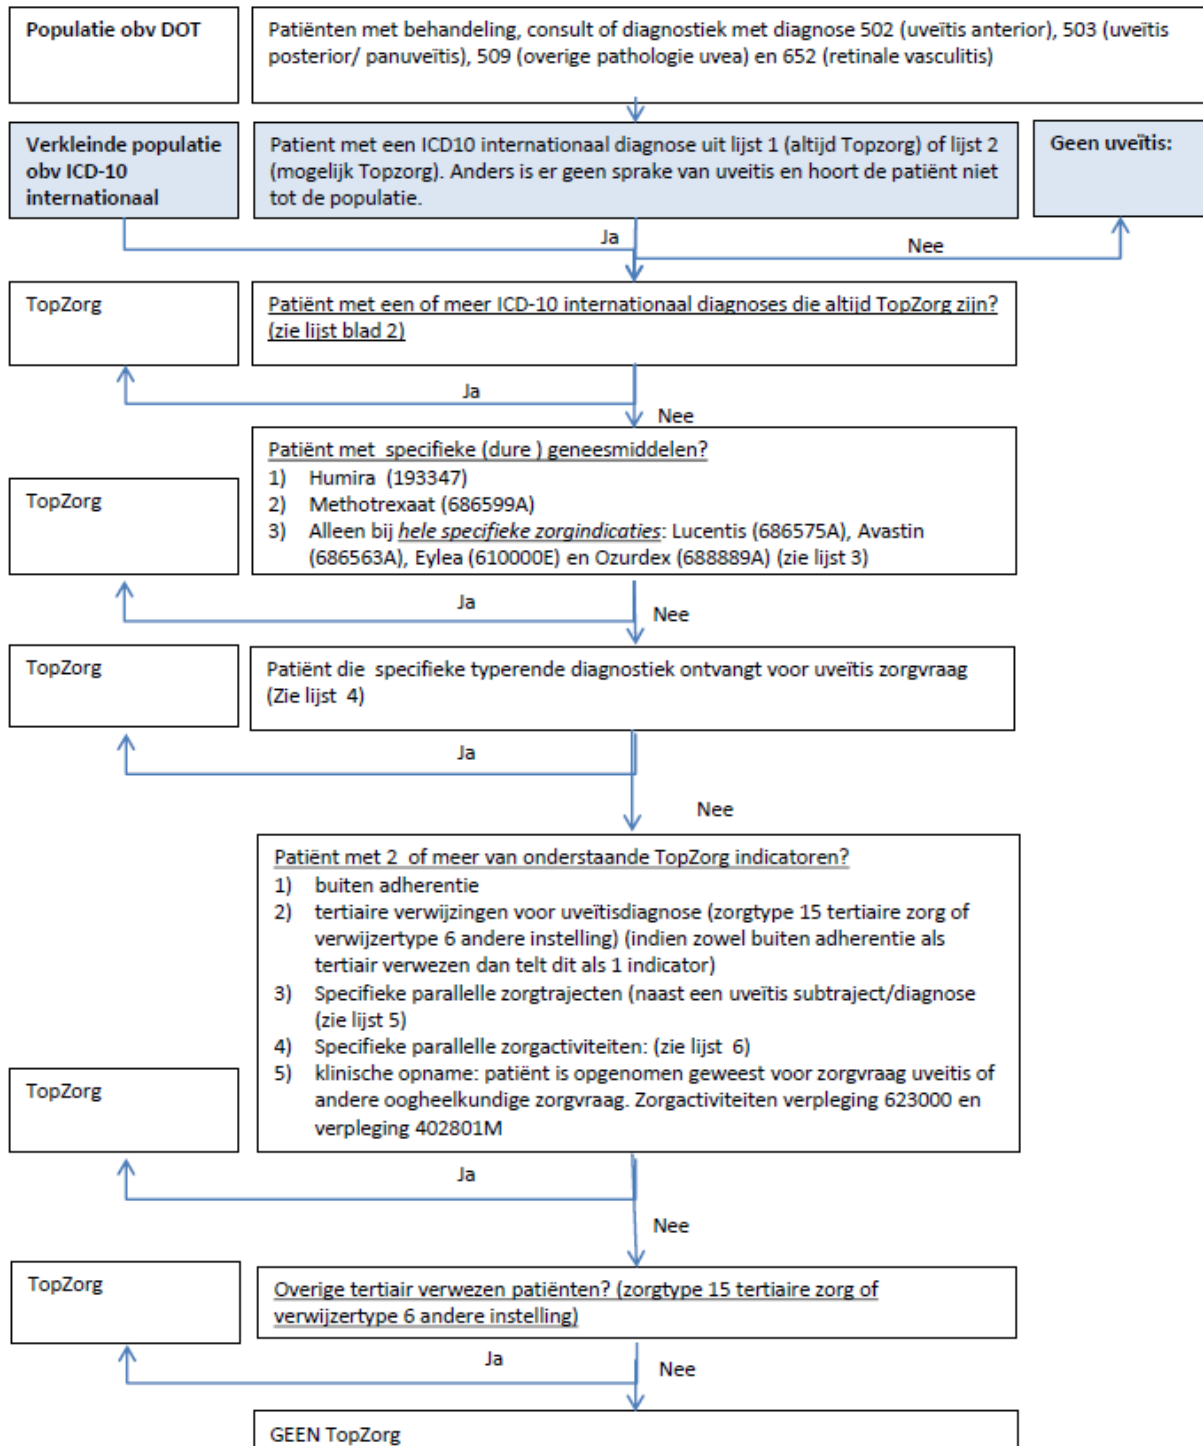 Populatie obv DOT
Patiënten met behandeling, consult of diagnostiek met diagnose 502 (uveïtis anterior), 503 (uveïtis
posterior/ panuveïtis), 509 (overige pathologie uvea) en 652 (retinale vasculitis)
Verkleinde populatie
obv ICD-10
internationaal
Patient met een ICD10 internationaal diagnose uit lijst 1 (altijd Topzorg) of lijst 2
(mogelijk Topzorg). Anders is er geen sprake van uveitis en hoort de patiënt niet
tot de populatie.
Geen uveïtis:
Ja
Nee
TopZorg
Patiënt met een of meer ICD-10 internationaal diagnoses die altijd TopZorg zijn?
(zie lijst blad 2)
Ja
Nee
TopZorg
Patiënt met specifieke (dure ) geneesmiddelen?
1) Humira (193347)
2) Methotrexaat (686599A)
3) Alleen bij hele specifieke zorgindicaties: Lucentis (686575A), Avastin
(686563A), Eylea (610000E) en Ozurdex (688889A) (zie lijst 3)
Ja
Nee
TopZorg
Patiënt die specifieke typerende diagnostiek ontvangt voor uveïtis zorgvraag
(Zie lijst 4)
Ja
Nee
Patiënt met 2 of meer van onderstaande TopZorg indicatoren?
1) buiten adherentie
2) tertiaire verwijzingen voor uveïtisdiagnose (zorgtype 15 tertiaire zorg of
verwijzertype 6 andere instelling) (indien zowel buiten adherentie als
tertiair verwezen dan telt dit als 1 indicator)
3) Specifieke parallelle zorgtrajecten (naast een uveïtis subtraject/diagnose
(zie lijst 5)
4) Specifieke parallelle zorgactiviteiten: (zie lijst 6)
5) klinische opname: patiënt is opgenomen geweest voor zorgvraag uveitis of
andere oogheelkundige zorgvraag. Zorgactiviteiten verpleging 623000 en
verpleging 402801M
TopZorg
Ja
Nee
TopZorg
Overige tertiair verwezen patiënten? (zorgtype 15 tertiaire zorg of
verwijzertype 6 andere instelling)
Ja
Nee
GEEN TopZorg